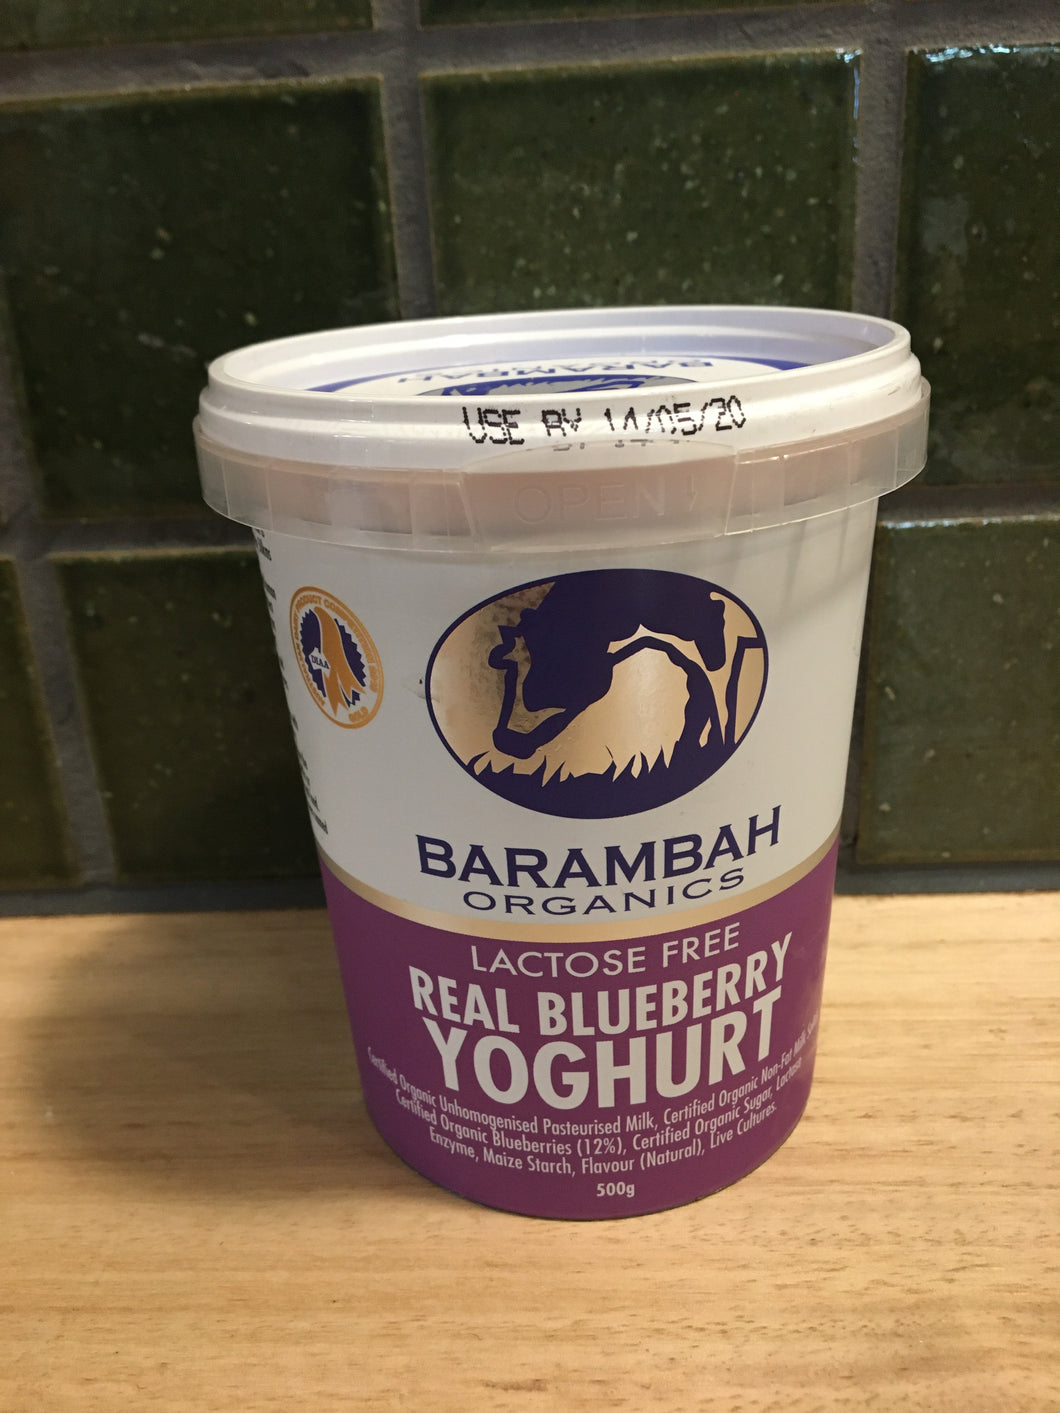 USE BY 14/05/20
OPEN
DIAA
GOLD
BARAMBAH
ORGANICS
LACTOSE FREE
REAL BLUEBERRY
YOGHURT
Certified Organic Unhomogenised Pasteurised Milk, Certified Organic Non-Fat Milk
Certified Organic Blueberries (12%), Certified Organic Sugar, Lactase
Enzyme, Maize Starch, Flavour (Natural), Live Cultures.
500g